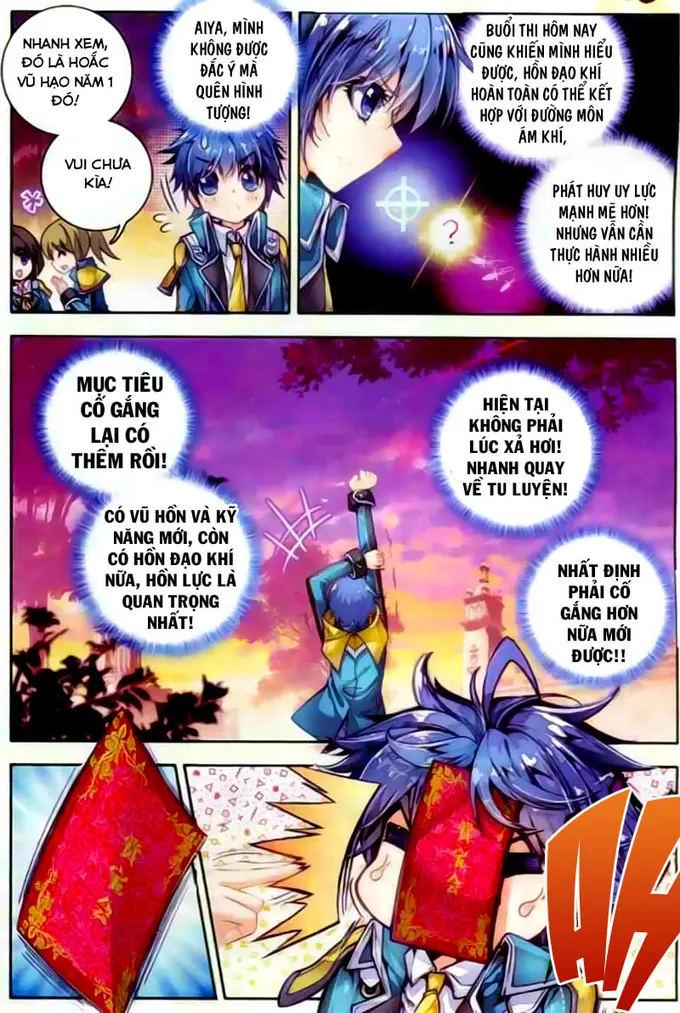 NHANH XEM,
ĐÓ LÀ HOẮC
VŨ HẠO NĂM 1
ĐÓ!
VUI CHƯA
KÌA!
AIYA, MÌNH
KHÔNG ĐƯỢC
ĐẮC Ý MÀ
QUÊN HÌNH
TƯỢNG!
BUỔI THI HÔM NAY
CŨNG KHIẾN MÌNH HIỂU
ĐƯỢC, HỒN ĐẠO KHÍ
HOÀN TOÀN CÓ THỂ KẾT
HỢP VỚI ĐƯỜNG MÔN
ÁM KHÍ,
?
PHÁT HUY UY LỰC
MẠNH MẼ HƠN!
NHƯNG VẪN CẦN
THỰC HÀNH NHIỀU
HƠN NỮA!
MỤC TIÊU
CỐ GẮNG
LẠI CÓ
THÊM RỒI!
CÓ VŨ HỒN VÀ KỸ
NĂNG MỚI, CÒN
CÓ HỒN ĐẠO KHÍ
NỮA, HỒN LỰC LÀ
QUAN TRỌNG
NHẤT!
HIỆN TẠI
KHÔNG PHẢI
LÚC XẢ HƠI!
NHANH QUAY
VỀ TU LUYỆN!
NHẤT ĐỊNH
PHẢI CỐ
GẮNG HƠN
NỮA MỚI
ĐƯỢC!!
AH